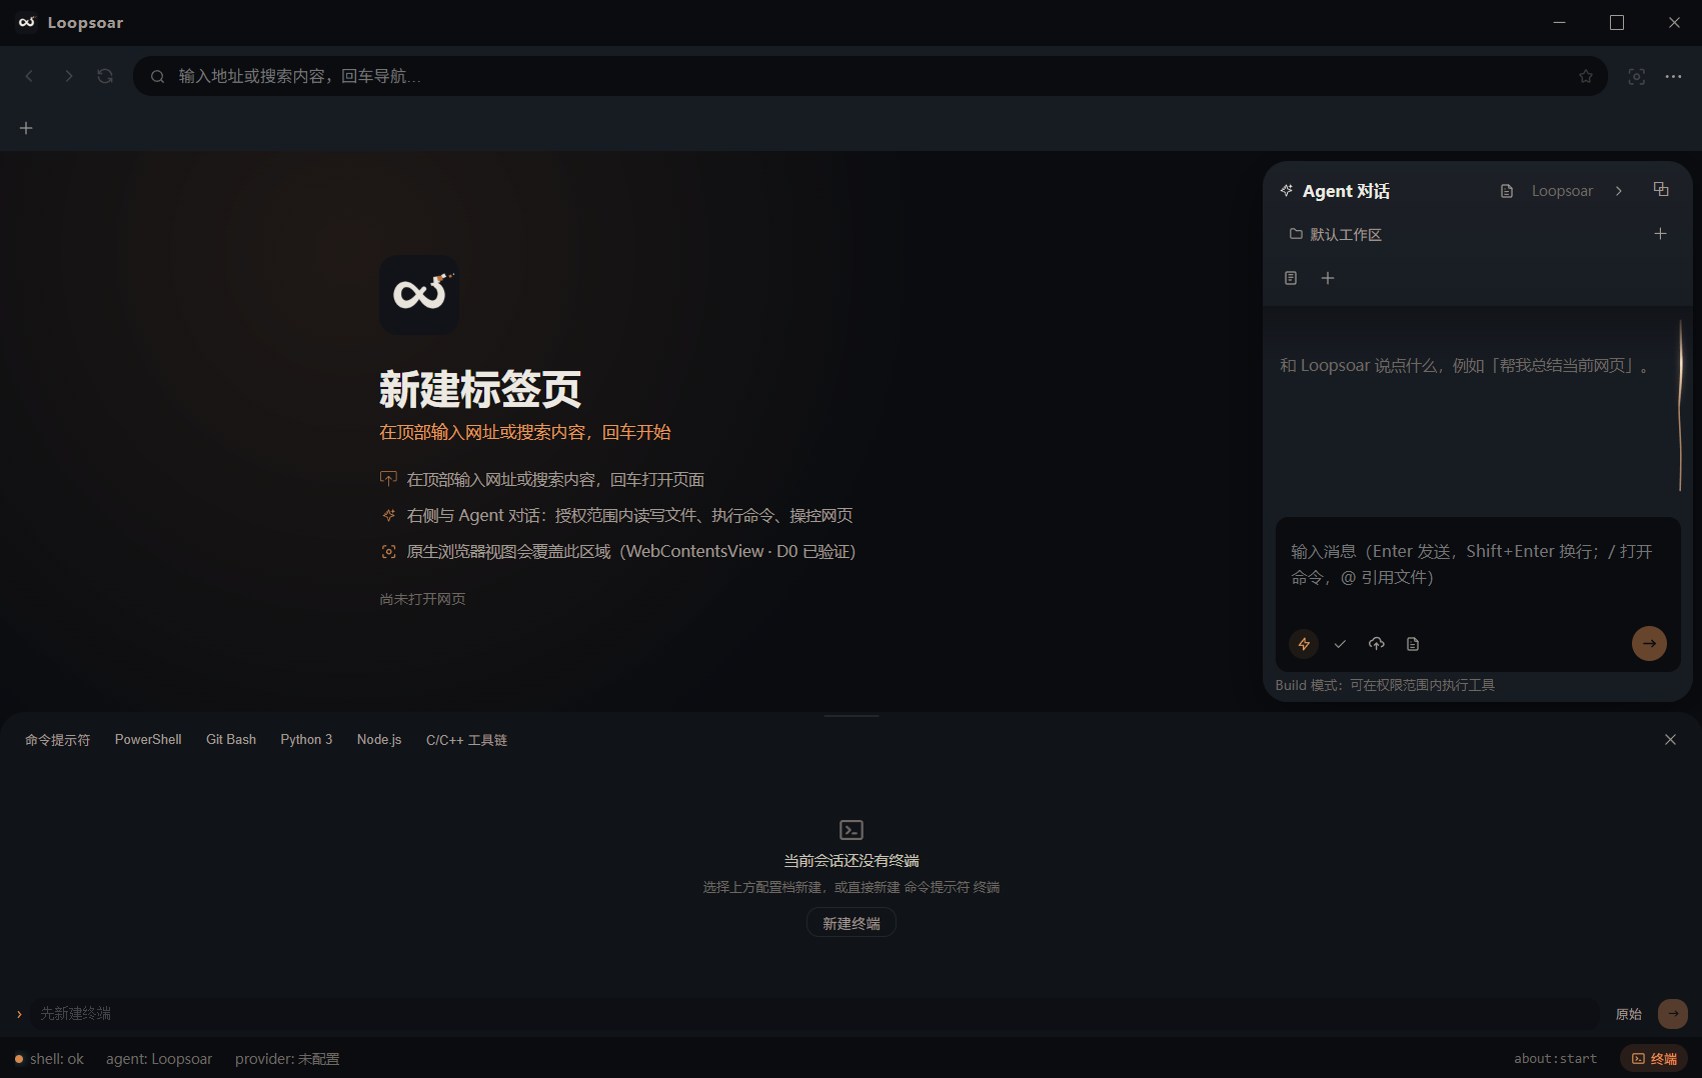 Loopsoar
输入地址或搜索内容，回车导航...
Agent 对话
Loopsoar
默认工作区
和 Loopsoar 说点什么，例如「帮我总结当前网页」。
新建标签页
在顶部输入网址或搜索内容，回车开始
在顶部输入网址或搜索内容，回车打开页面
右侧与 Agent 对话：授权范围内读写文件、执行命令、操控网页
原生浏览器视图会覆盖此区域（WebContentsView · D0 已验证）
尚未打开网页
输入消息（Enter 发送，Shift+Enter 换行；/ 打开
命令，@ 引用文件）
Build 模式：可在权限范围内执行工具
命令提示符 PowerShell Git Bash Python 3 Node.js C/C++ 工具链
当前会话还没有终端
选择上方配置档新建，或直接新建 命令提示符 终端
新建终端
先新建终端
原始
shell: ok agent: Loopsoar provider: 未配置
about:start
终端